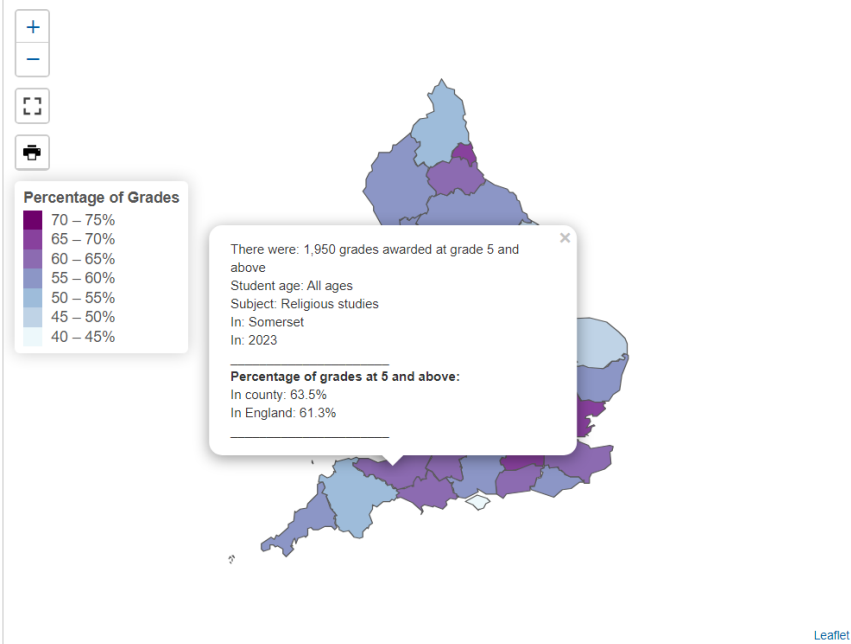 +
−
Percentage of Grades
70 – 75%
65 – 70%
60 – 65%
55 – 60%
50 – 55%
45 – 50%
40 – 45%
×
There were: 1,950 grades awarded at grade 5 and
above
Student age: All ages
Subject: Religious studies
In: Somerset
In: 2023
Percentage of grades at 5 and above:
In county: 63.5%
In England: 61.3%
Leaflet